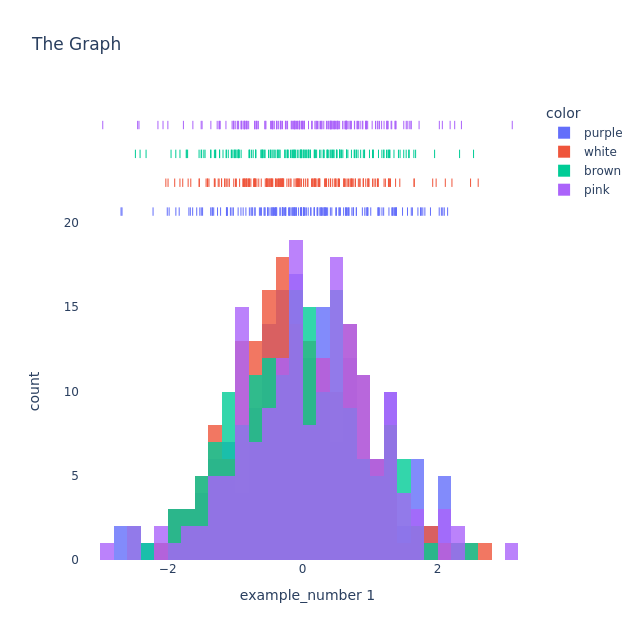 The Graph
color
purple
white
brown
pink
20
15
10
5
0
count
−2
0
2
example_number 1